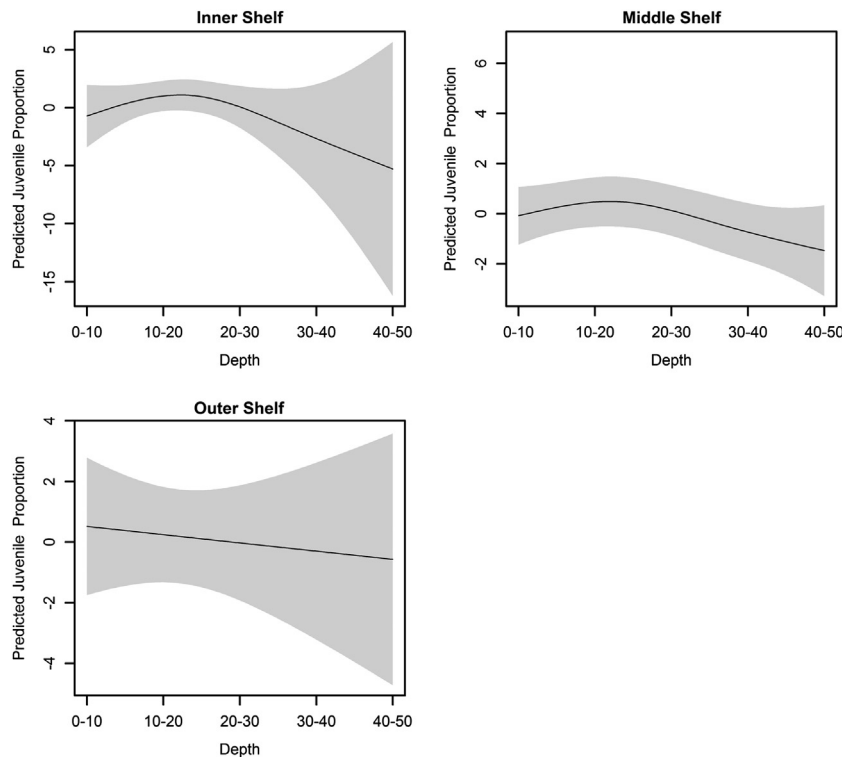 Inner Shelf
Predicted Juvenile Proportion
5
0
-5
-10
-15
0-10 10-20 20-30 30-40 40-50
Depth
Middle Shelf
Predicted Juvenile Proportion
6
4
2
0
-2
0-10 10-20 20-30 30-40 40-50
Depth
Outer Shelf
Predicted Juvenile Proportion
4
2
0
-2
-4
0-10 10-20 20-30 30-40 40-50
Depth